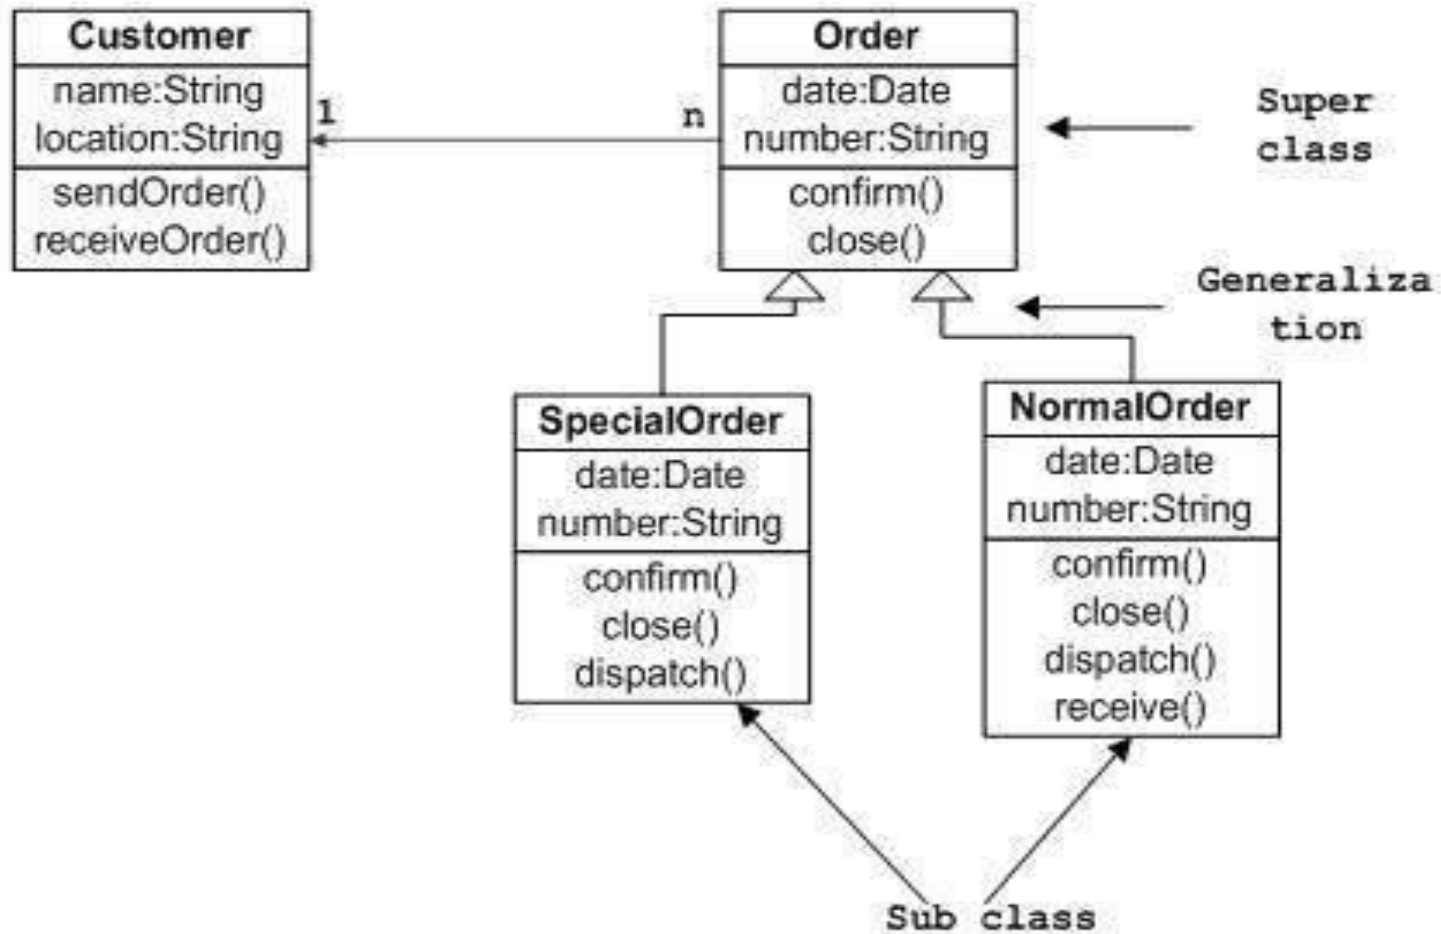 Customer
name:String
location:String
sendOrder()
receiveOrder()
1
n
Order
date:Date
number:String
confirm()
close()
Super
class
Generaliza
tion
SpecialOrder
date:Date
number:String
confirm()
close()
dispatch()
NormalOrder
date:Date
number:String
confirm()
close()
dispatch()
receive()
Sub class